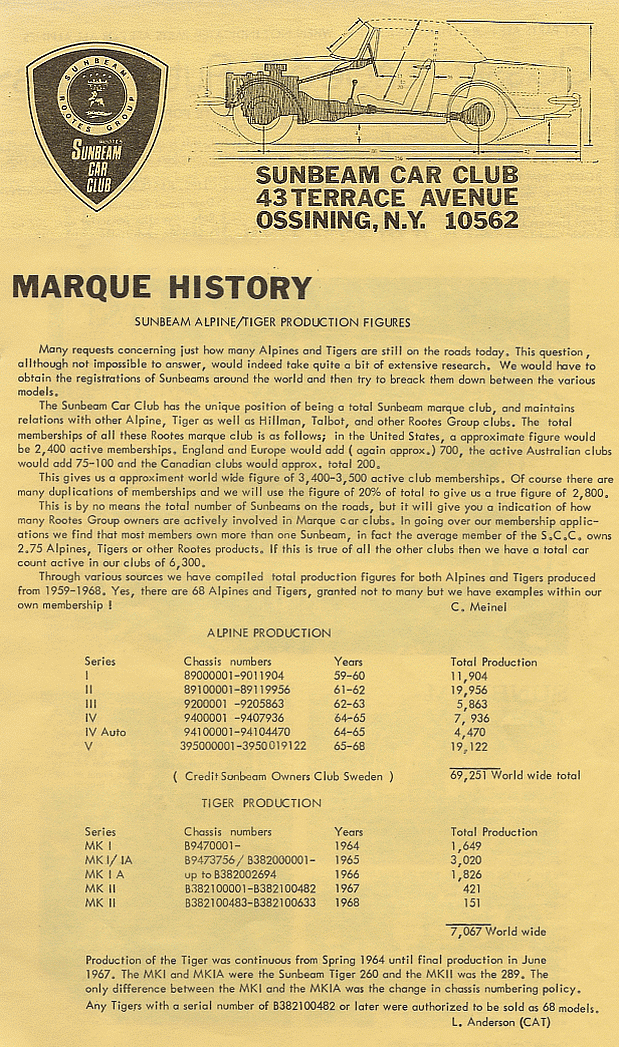 SUNBEAM
ROOTES GROUP
SUNBEAM
CAR
CLUB
SUNBEAM CAR CLUB
43 TERRACE AVENUE
OSSINING, N.Y. 10562
MARQUE HISTORY
SUNBEAM ALPINE/TIGER PRODUCTION FIGURES
Many requests concerning just how many Alpines and Tigers are still on the roads today. This question,
allthough not impossible to answer, would indeed take quite a bit of extensive research. We would have to
obtain the registrations of Sunbeams around the world and then try to breack them down between the various
models.
The Sunbeam Car Club has the unique position of being a total Sunbeam marque club, and maintains
relations with other Alpine, Tiger as well as Hillman, Talbot, and other Rootes Group clubs. The total
memberships of all these Rootes marque club is as follows; in the United States, a approximate figure would
be 2,400 active memberships. England and Europe would add ( again approx.) 700, the active Australian clubs
would add 75-100 and the Canadian clubs would approx. total 200.
This gives us a approximent world wide figure of 3,400-3,500 active club memberships. Of course there are
many duplications of memberships and we will use the figure of 20% of total to give us a true figure of 2,800.
This is by no means the total number of Sunbeams on the roads, but it will give you a indication of how
many Rootes Group owners are actively involved in Marque car clubs. In going over our membership applic-
ations we find that most members own more than one Sunbeam, in fact the average member of the S.C.C. owns
2.75 Alpines, Tigers or other Rootes products. If this is true of all the other clubs then we have a total car
count active in our clubs of 6,300.
Through various sources we have compiled total production figures for both Alpines and Tigers produced
from 1959-1968. Yes, there are 68 Alpines and Tigers, granted not to many but we have examples within our
own membership ! C. Meinel
ALPINE PRODUCTION
Series Chassis numbers Years Total Production
I 89000001-9011904 59-60 11,904
II 89100001-89119956 61-62 19,956
III 9200001 -9205863 62-63 5,863
IV 9400001 -9407936 64-65 7, 936
IV Auto 94100001-94104470 64-65 4,470
V 395000001-3950019122 65-68 19,122
( Credit Sunbeam Owners Club Sweden ) 69,251 World wide total
TIGER PRODUCTION
Series Chassis numbers Years Total Production
MK I B9470001- 1964 1,649
MK I/ IA B9473756 / B382000001- 1965 3,020
MK I A up to B382002694 1966 1,826
MK II B382100001-B382100482 1967 421
MK II B382100483-B382100633 1968 151
7,067 World wide
Production of the Tiger was continuous from Spring 1964 until final production in June
1967. The MKI and MKIA were the Sunbeam Tiger 260 and the MKII was the 289. The
only difference between the MKI and the MKIA was the change in chassis numbering policy.
Any Tigers with a serial number of B382100482 or later were authorized to be sold as 68 models.
L. Anderson (CAT)